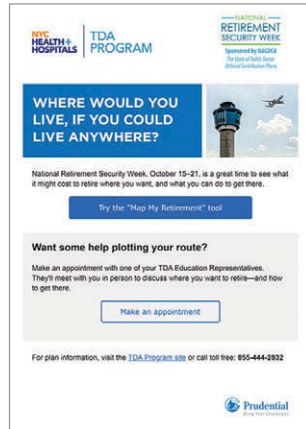 NYC
HEALTH+
HOSPITALS
TDA
PROGRAM
NATIONAL
RETIREMENT
SECURITY WEEK
Sponsored by NAGDCA
The Voice of Public Sector
Defined Contribution Plans
WHERE WOULD YOU
LIVE, IF YOU COULD
LIVE ANYWHERE?
National Retirement Security Week, October 15–21, is a great time to see what
it might cost to retire where you want, and what you can do to get there.
Try the "Map My Retirement" tool
Want some help plotting your route?
Make an appointment with one of your TDA Education Representatives.
They'll meet with you in person to discuss where you want to retire—and how
to get there.
Make an appointment
For plan information, visit the TDA Program site or call toll free: 855-444-2832
Prudential
Bring Your Challenges